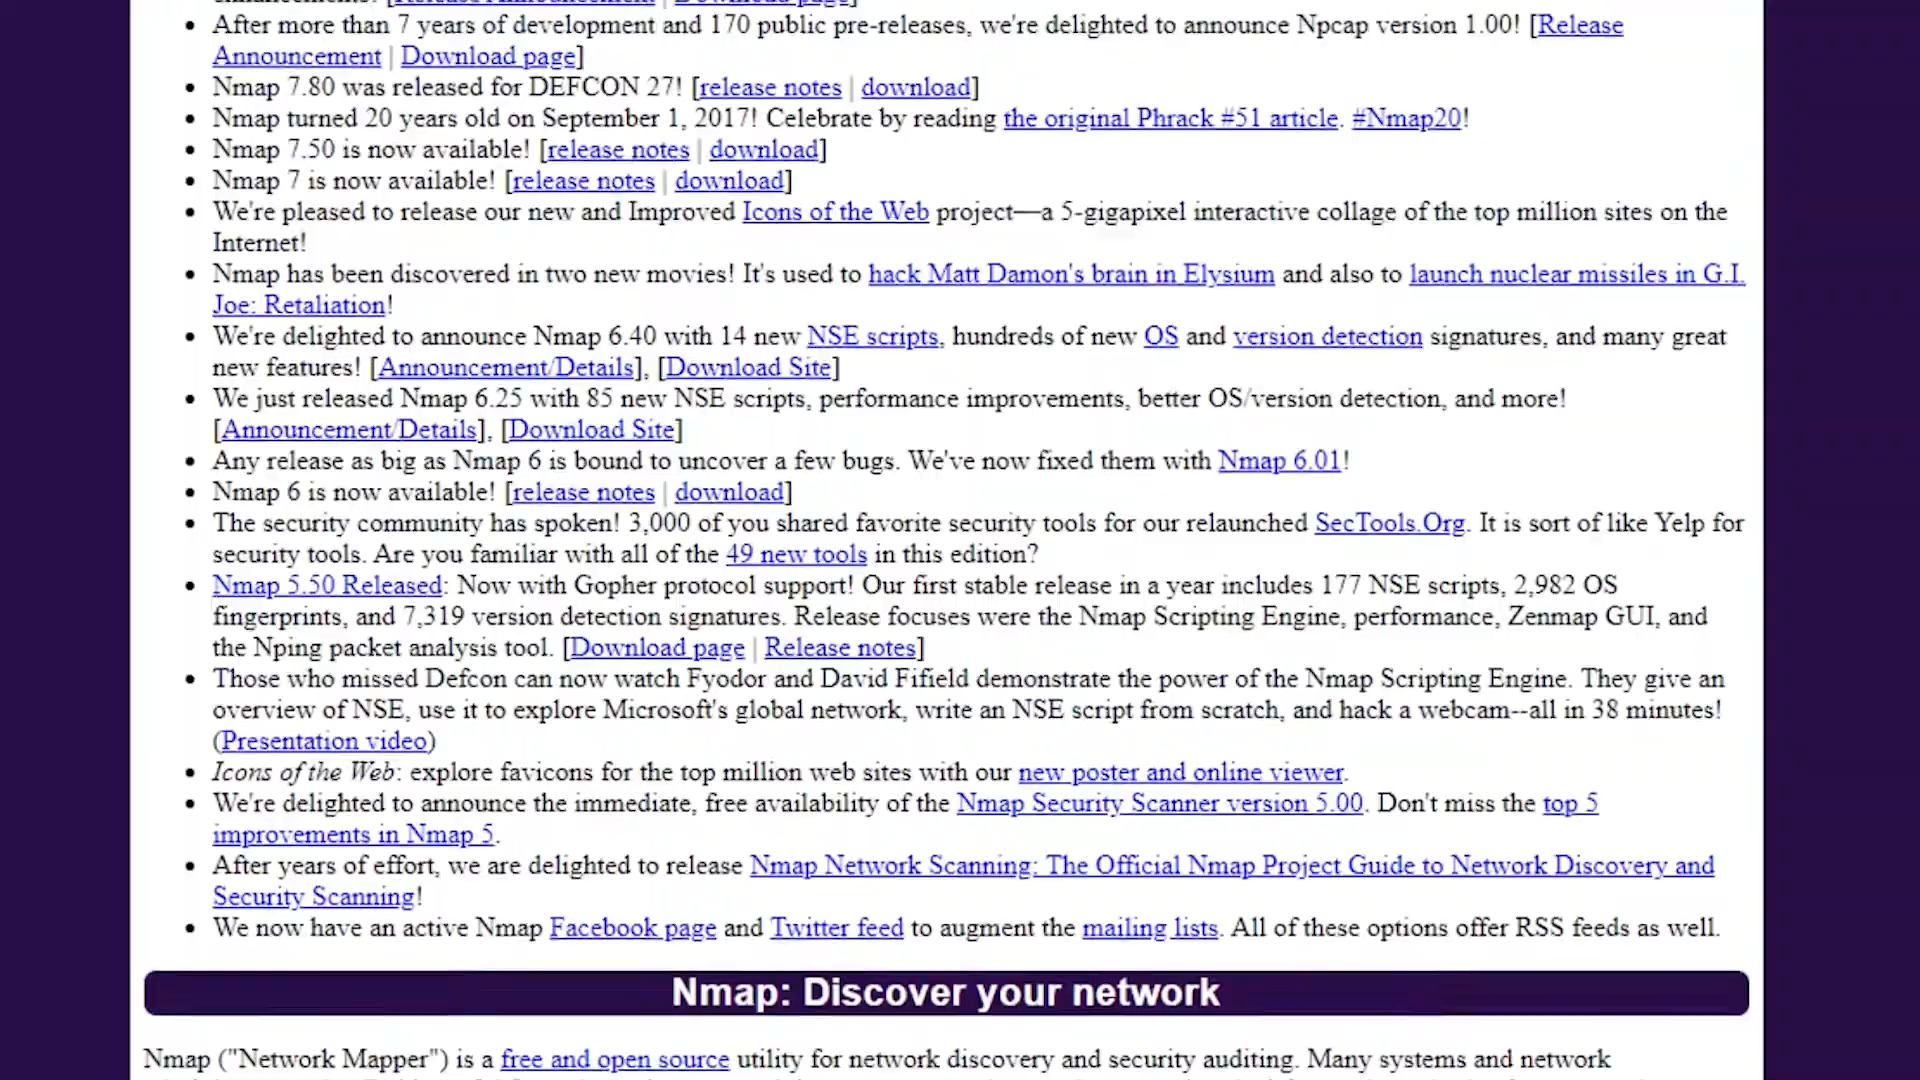 enhancements! [Release Announcement | Download page]
• After more than 7 years of development and 170 public pre-releases, we're delighted to announce Npcap version 1.00! [Release
Announcement | Download page]
• Nmap 7.80 was released for DEFCON 27! [release notes | download]
• Nmap turned 20 years old on September 1, 2017! Celebrate by reading the original Phrack #51 article. #Nmap20!
• Nmap 7.50 is now available! [release notes | download]
• Nmap 7 is now available! [release notes | download]
• We're pleased to release our new and Improved Icons of the Web project—a 5-gigapixel interactive collage of the top million sites on the
Internet!
• Nmap has been discovered in two new movies! It's used to hack Matt Damon's brain in Elysium and also to launch nuclear missiles in G.I.
Joe: Retaliation!
• We're delighted to announce Nmap 6.40 with 14 new NSE scripts, hundreds of new OS and version detection signatures, and many great
new features! [Announcement/Details], [Download Site]
• We just released Nmap 6.25 with 85 new NSE scripts, performance improvements, better OS/version detection, and more!
[Announcement/Details], [Download Site]
• Any release as big as Nmap 6 is bound to uncover a few bugs. We've now fixed them with Nmap 6.01!
• Nmap 6 is now available! [release notes | download]
• The security community has spoken! 3,000 of you shared favorite security tools for our relaunched SecTools.Org. It is sort of like Yelp for
security tools. Are you familiar with all of the 49 new tools in this edition?
• Nmap 5.50 Released: Now with Gopher protocol support! Our first stable release in a year includes 177 NSE scripts, 2,982 OS
fingerprints, and 7,319 version detection signatures. Release focuses were the Nmap Scripting Engine, performance, Zenmap GUI, and
the Nping packet analysis tool. [Download page | Release notes]
• Those who missed Defcon can now watch Fyodor and David Fifield demonstrate the power of the Nmap Scripting Engine. They give an
overview of NSE, use it to explore Microsoft's global network, write an NSE script from scratch, and hack a webcam--all in 38 minutes!
(Presentation video)
• Icons of the Web: explore favicons for the top million web sites with our new poster and online viewer.
• We're delighted to announce the immediate, free availability of the Nmap Security Scanner version 5.00. Don't miss the top 5
improvements in Nmap 5.
• After years of effort, we are delighted to release Nmap Network Scanning: The Official Nmap Project Guide to Network Discovery and
Security Scanning!
• We now have an active Nmap Facebook page and Twitter feed to augment the mailing lists. All of these options offer RSS feeds as well.
Nmap: Discover your network
Nmap ("Network Mapper") is a free and open source utility for network discovery and security auditing. Many systems and network